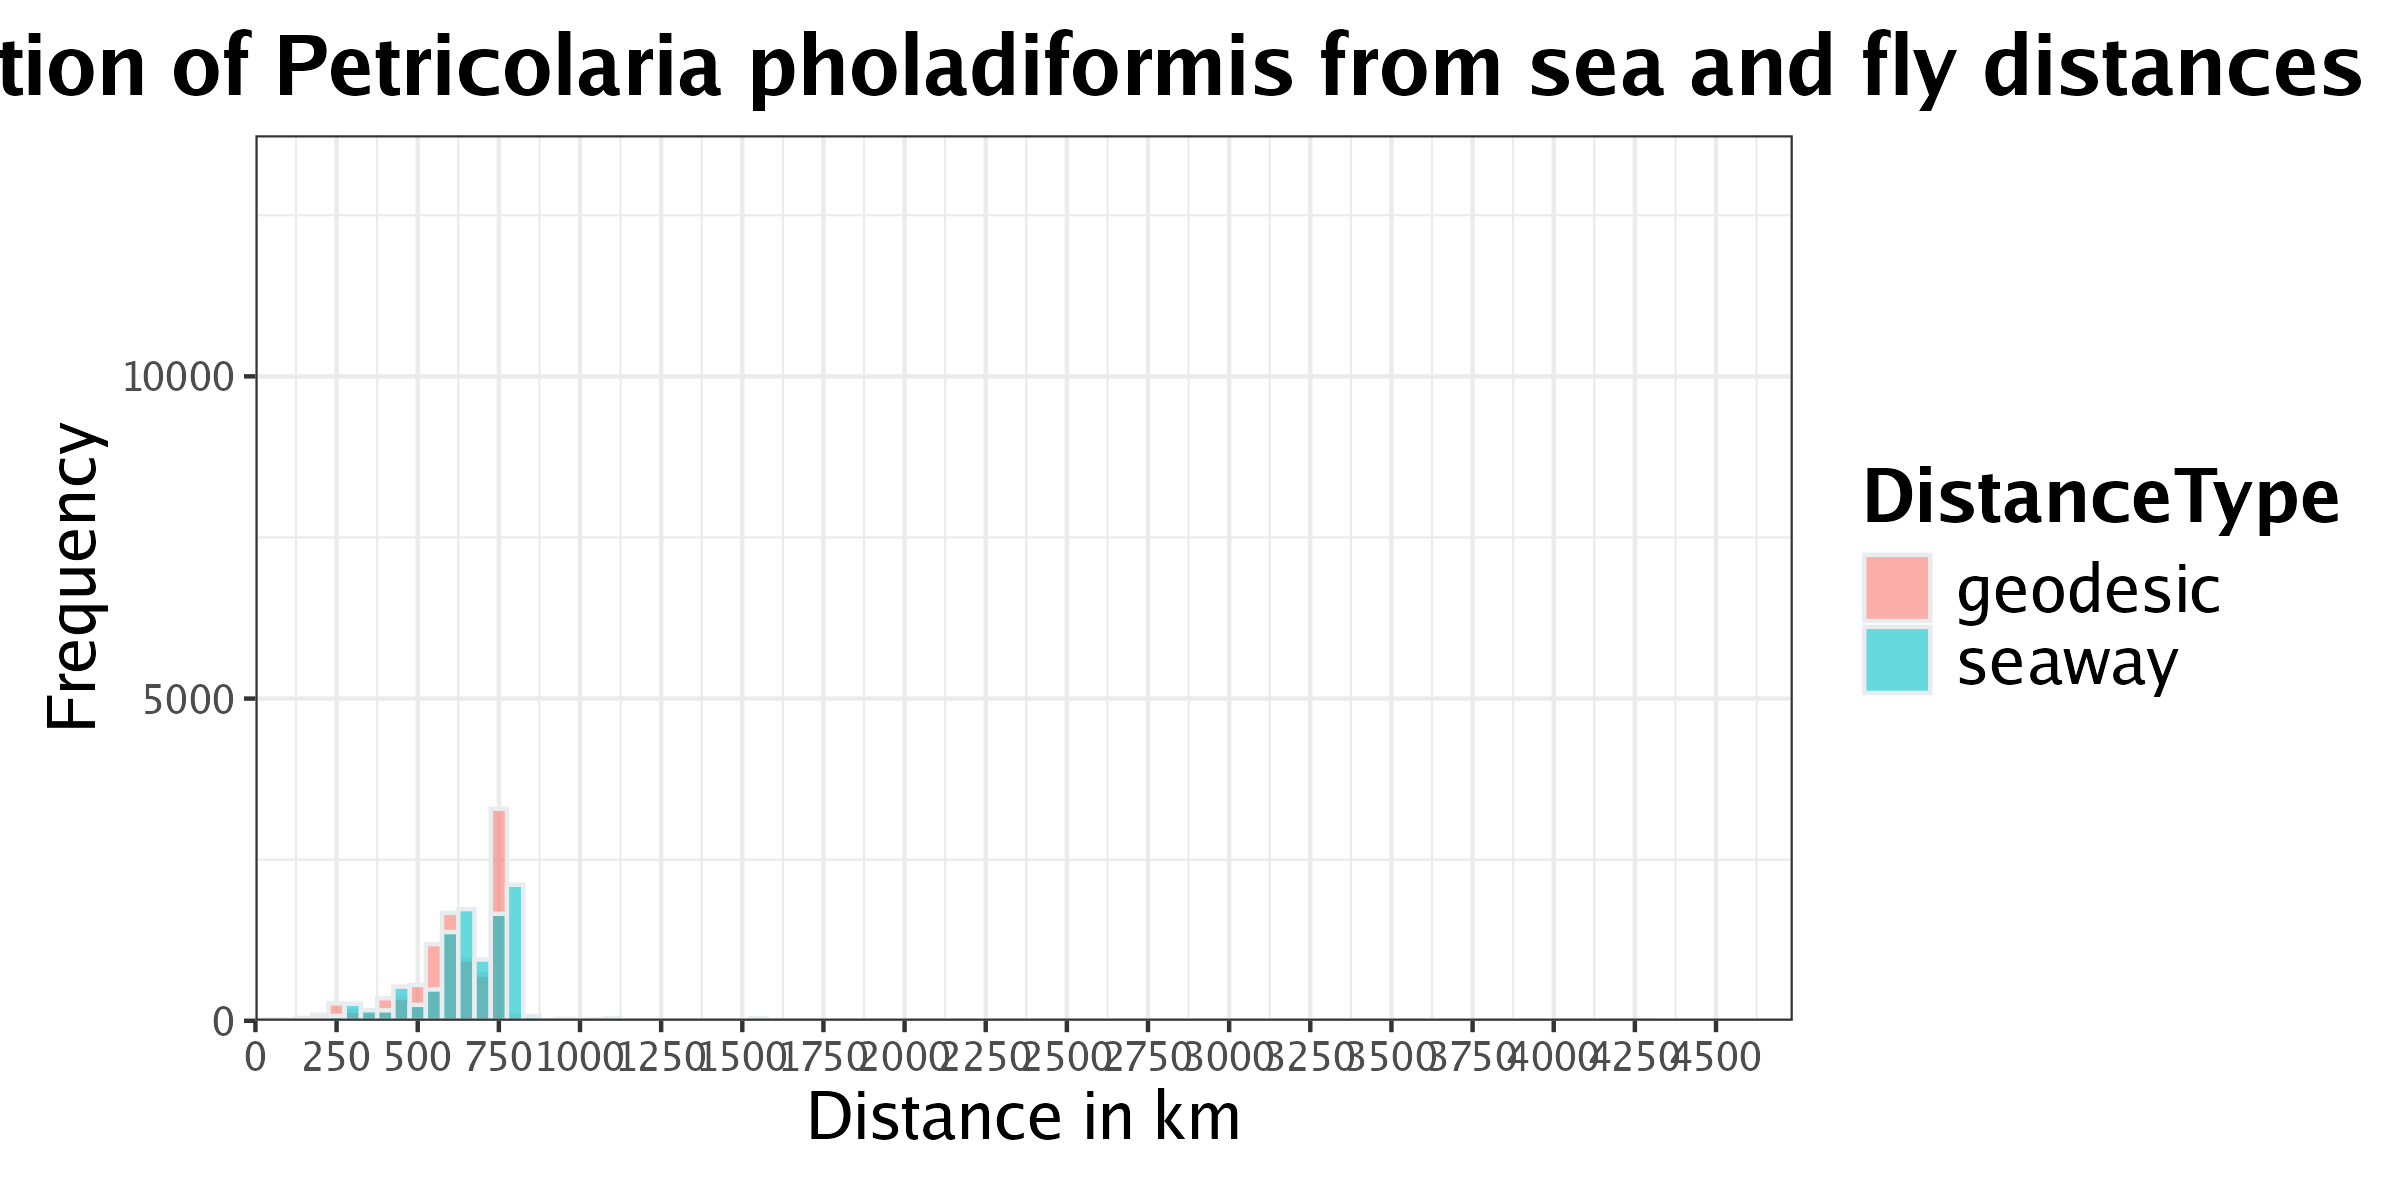 tion of Petricolaria pholadiformis from sea and fly distances
10000
5000
0
Frequency
0 250 500 750 1000 1250 1500 1750 2000 2250 2500 2750 3000 3250 3500 3750 4000 4250 4500
Distance in km
DistanceType
geodesic
seaway